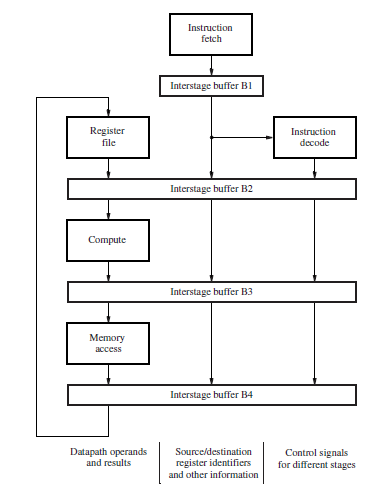 Instruction
fetch
Interstage buffer B1
Register
file
Instruction
decode
Interstage buffer B2
Compute
Interstage buffer B3
Memory
access
Interstage buffer B4
Datapath operands
and results
Source/destination
register identifiers
and other information
Control signals
for different stages